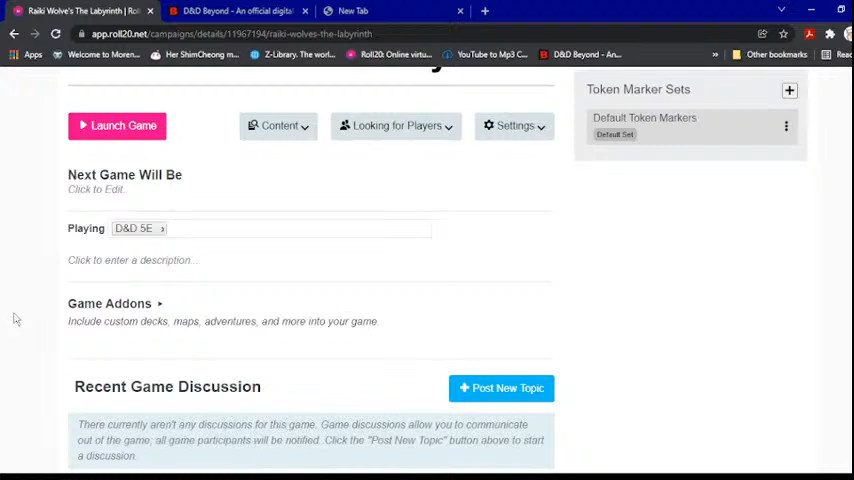 Raiki Wolve's The Labyrinth | Rol
D&D Beyond - An official digital
New Tab
app.roll20.net/campaigns/details/11967194/raiki-wolves-the-labyrinth
Apps
Welcome to Moren...
Her ShimCheong m...
Z-Library. The worl...
Roll20: Online virtu...
YouTube to Mp3 C...
D&D Beyond - An...
»
Other bookmarks
Token Marker Sets
Default Token Markers
Default Set
Launch Game
Content
Looking for Players
Settings
Next Game Will Be
Click to Edit.
Playing D&D 5E
Click to enter a description...
Game Addons
Include custom decks, maps, adventures, and more into your game.
Recent Game Discussion
Post New Topic
There currently aren't any discussions for this game. Game discussions allow you to communicate
out of the game; all game participants will be notified. Click the "Post New Topic" button above to start
a discussion.